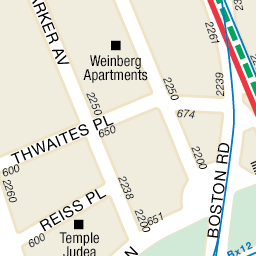 ARKER AV
Weinberg
Apartments
2261
2239
2250
2250
674
THWAITES PL
650
600
2260
2200
2238
2200
651
REISS PL
600
Temple
Judea
BOSTON RD
Bx12
N